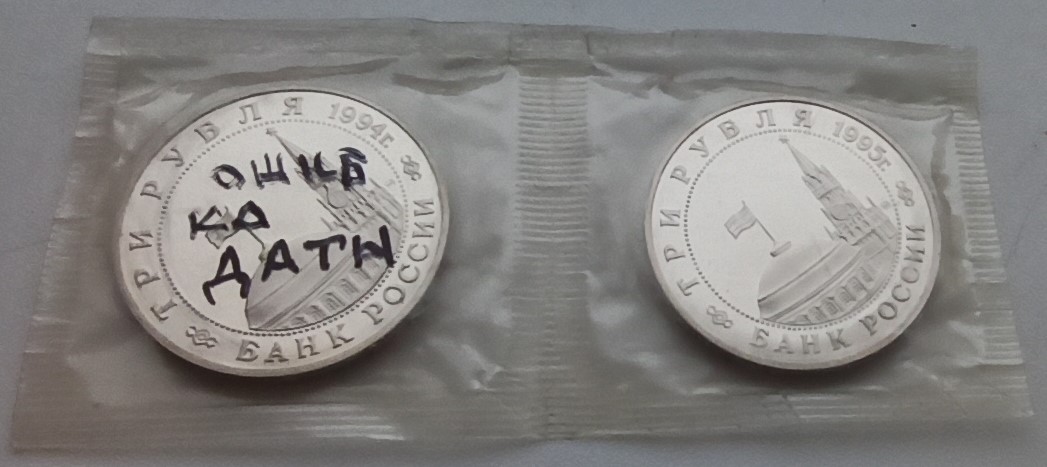 ТРИ РУБЛЯ 1994г.
ОШИБ
КА
ДАТЫ
БАНК РОССИИ
ТРИ РУБЛЯ 1995г.
БАНК РОССИИ